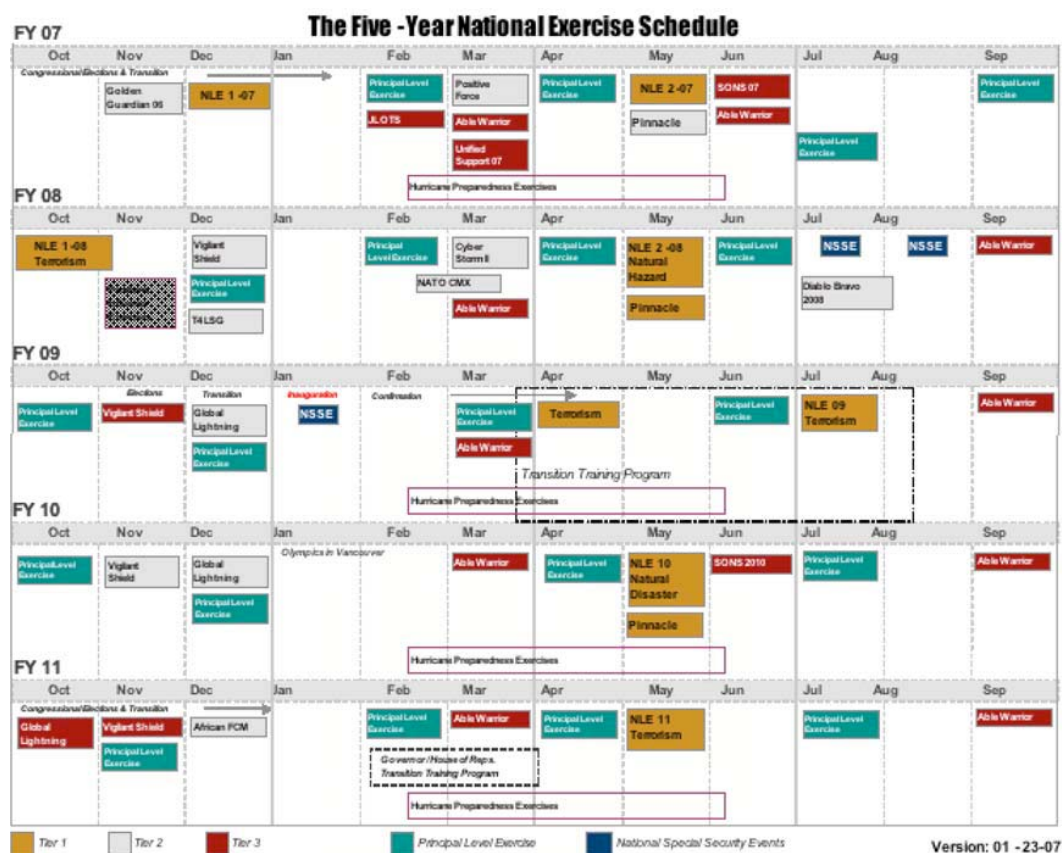 The Five -Year National Exercise Schedule
FY 07
Oct Nov Dec Jan Feb Mar Apr May Jun Jul Aug Sep
Congressional Elections & Transition
Golden
Guardian 06
NLE 1 -07
Principal Level
Exercise
JLOTS
Positive
Force
Able Warrior
Unified
Support 07
Principal Level
Exercise
NLE 2 -07
Pinnacle
SONS 07
Able Warrior
Principal Level
Exercise
Principal Level
Exercise
Hurricane Preparedness Exercises
FY 08
Oct Nov Dec Jan Feb Mar Apr May Jun Jul Aug Sep
NLE 1 -08
Terrorism
Vigilant
Shield
Principal Level
Exercise
T4LSG
Principal
Level Exercise
NATO CMX
Cyber
Storm II
Able Warrior
Principal Level
Exercise
NLE 2 -08
Natural
Hazard
Pinnacle
Principal Level
Exercise
NSSE
NSSE
Diablo Bravo
2008
Able Warrior
FY 09
Oct Nov Dec Jan Feb Mar Apr May Jun Jul Aug Sep
Elections
Transition
Inauguration
Confirmation
Principal Level
Exercise
Vigilant Shield
Global
Lightning
Principal Level
Exercise
NSSE
Principal Level
Exercise
Able Warrior
Terrorism
Principal Level
Exercise
NLE 09
Terrorism
Able Warrior
Transition Training Program
Hurricane Preparedness Exercises
FY 10
Oct Nov Dec Jan Feb Mar Apr May Jun Jul Aug Sep
Olympics in Vancouver
Principal Level
Exercise
Vigilant
Shield
Global
Lightning
Principal Level
Exercise
Able Warrior
Principal Level
Exercise
NLE 10
Natural
Disaster
Pinnacle
SONS 2010
Principal Level
Exercise
Able Warrior
Hurricane Preparedness Exercises
FY 11
Oct Nov Dec Jan Feb Mar Apr May Jun Jul Aug Sep
Congressional Elections & Transition
Global
Lightning
Vigilant Shield
Principal Level
Exercise
African FCM
Principal Level
Exercise
Able Warrior
Principal Level
Exercise
NLE 11
Terrorism
Principal Level
Exercise
Able Warrior
Governor/House of Reps.
Transition Training Program
Hurricane Preparedness Exercises
Tier 1
Tier 2
Tier 3
Principal Level Exercise
National Special Security Events
Version: 01 -23-07